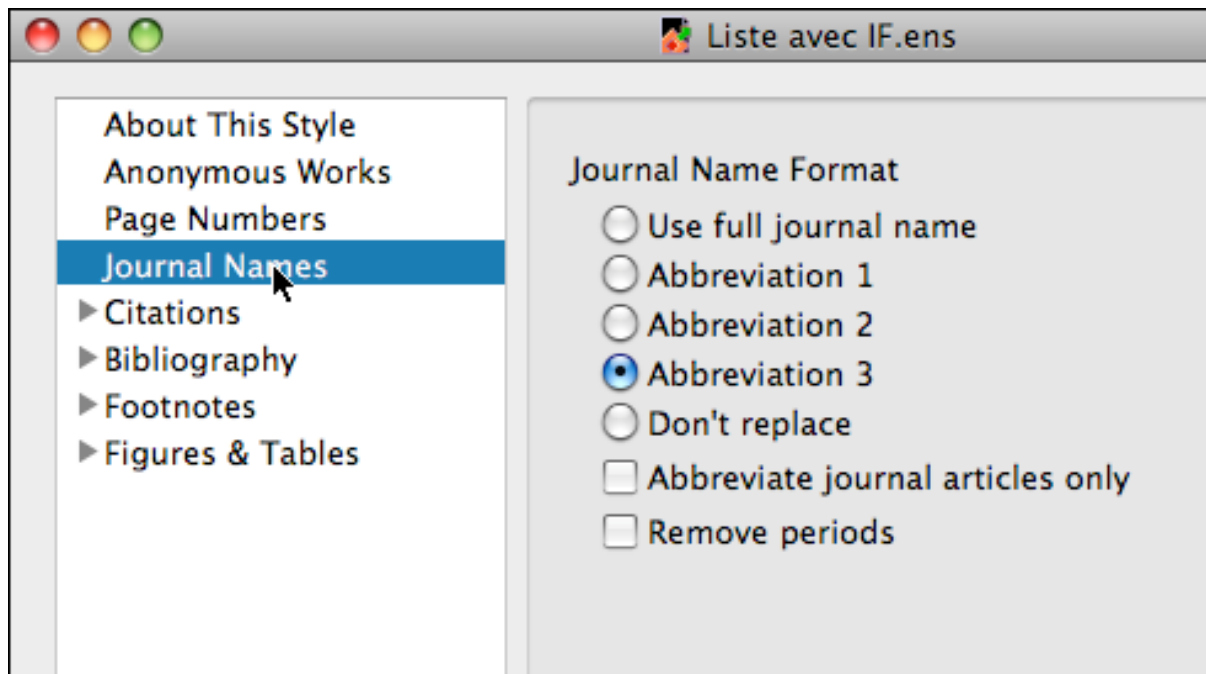 Liste avec IF.ens
About This Style
Anonymous Works
Page Numbers
Journal Names
Citations
Bibliography
Footnotes
Figures & Tables
Journal Name Format
Use full journal name
Abbreviation 1
Abbreviation 2
Abbreviation 3
Don't replace
Abbreviate journal articles only
Remove periods